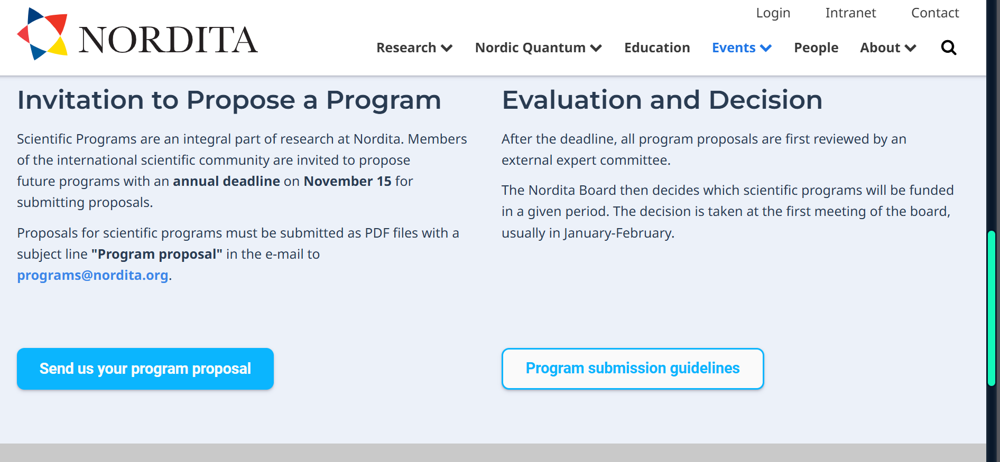 NORDITA
Login Intranet Contact
Research Nordic Quantum Education Events People About
Invitation to Propose a Program
Scientific Programs are an integral part of research at Nordita. Members
of the international scientific community are invited to propose
future programs with an annual deadline on November 15 for
submitting proposals.
Proposals for scientific programs must be submitted as PDF files with a
subject line "Program proposal" in the e-mail to
programs@nordita.org.
Send us your program proposal
Evaluation and Decision
After the deadline, all program proposals are first reviewed by an
external expert committee.
The Nordita Board then decides which scientific programs will be funded
in a given period. The decision is taken at the first meeting of the board,
usually in January-February.
Program submission guidelines